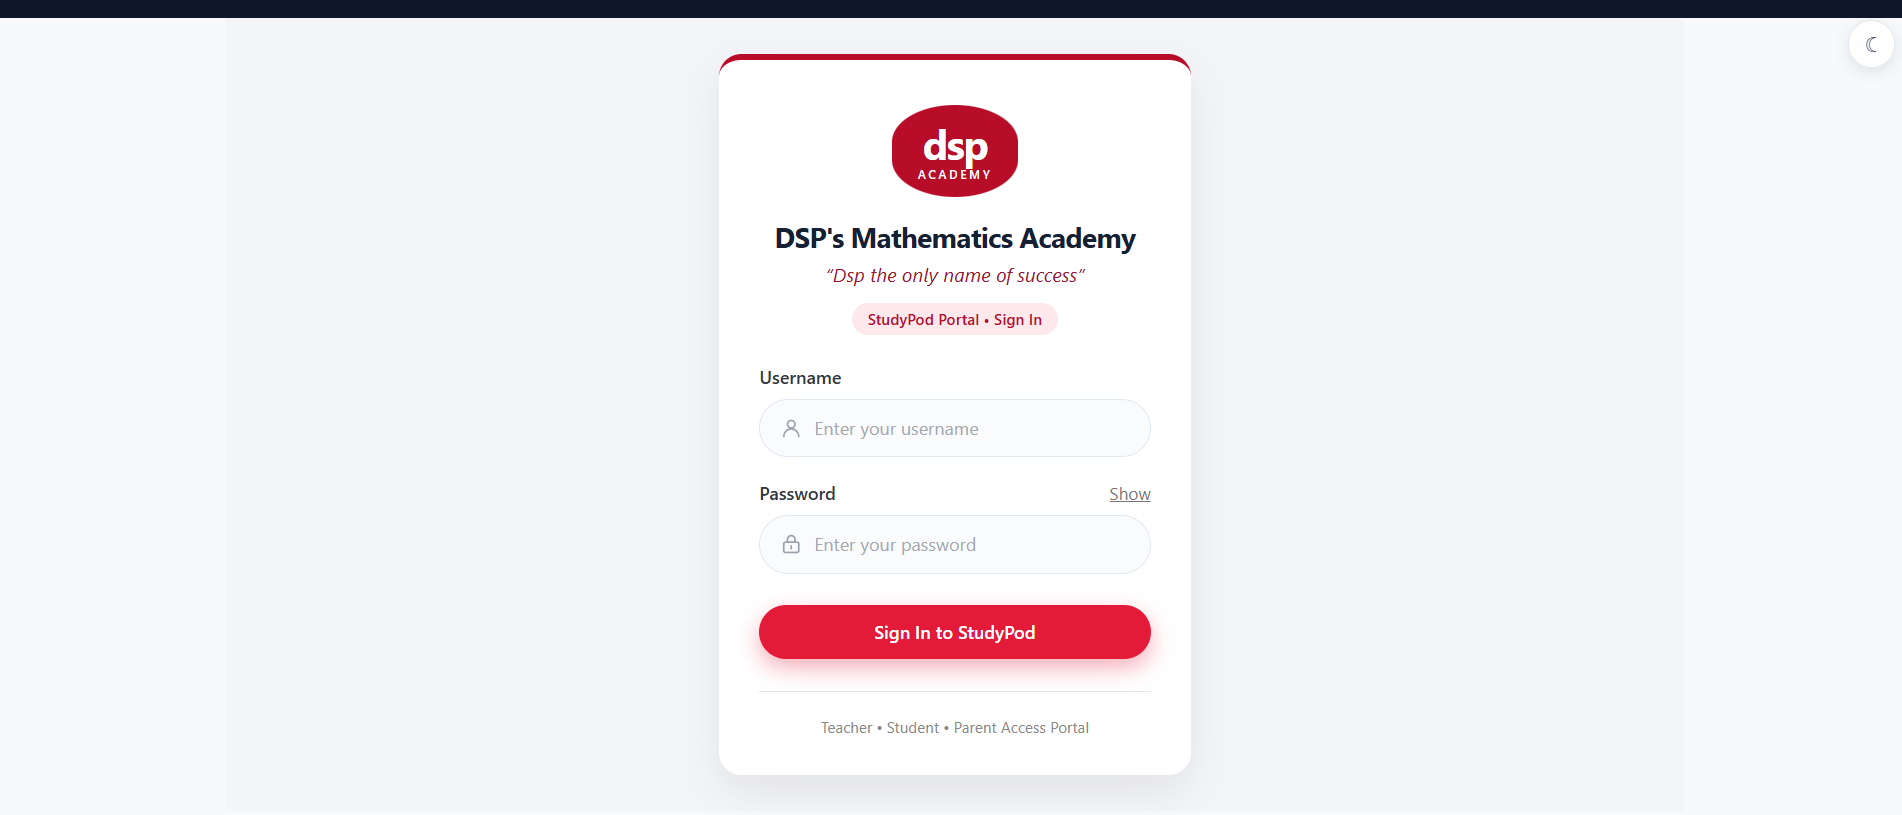 dsp
ACADEMY
DSP's Mathematics Academy
“Dsp the only name of success”
StudyPod Portal • Sign In
Username
Enter your username
Password Show
Enter your password
Sign In to StudyPod
Teacher • Student • Parent Access Portal